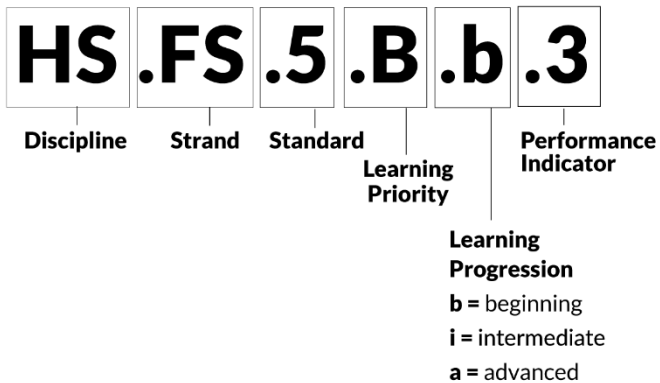 HS.FS.5.B.b.3
Discipline Strand Standard Performance
Indicator
Learning
Priority
Learning
Progression
b = beginning
i = intermediate
a = advanced